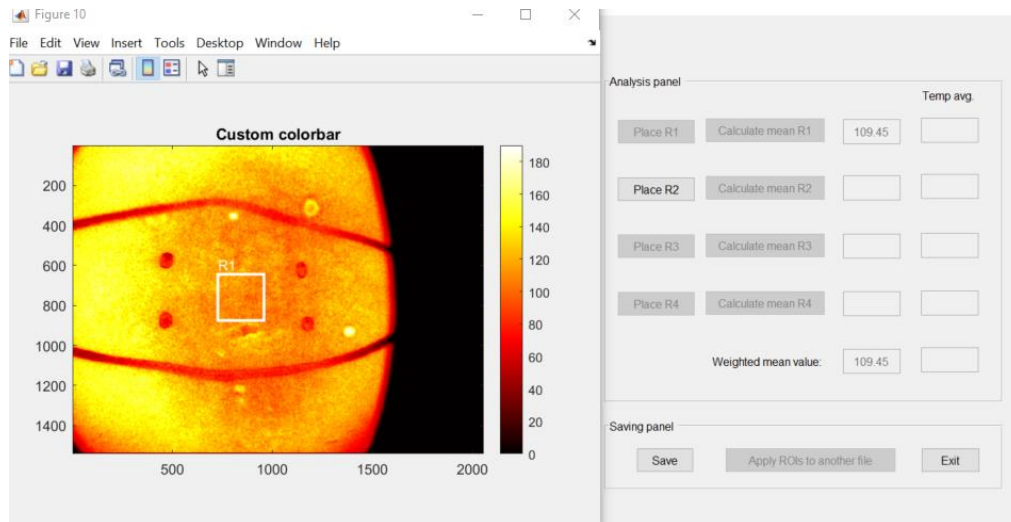 Figure 10
File Edit View Insert Tools Desktop Window Help
Custom colorbar
200
400
600
800
1000
1200
1400
500 1000 1500 2000
R1
180
160
140
120
100
80
60
40
20
0
Analysis panel
Temp avg.
Place R1 Calculate mean R1 109.45
Place R2 Calculate mean R2
Place R3 Calculate mean R3
Place R4 Calculate mean R4
Weighted mean value: 109.45
Saving panel
Save Apply ROIs to another file Exit